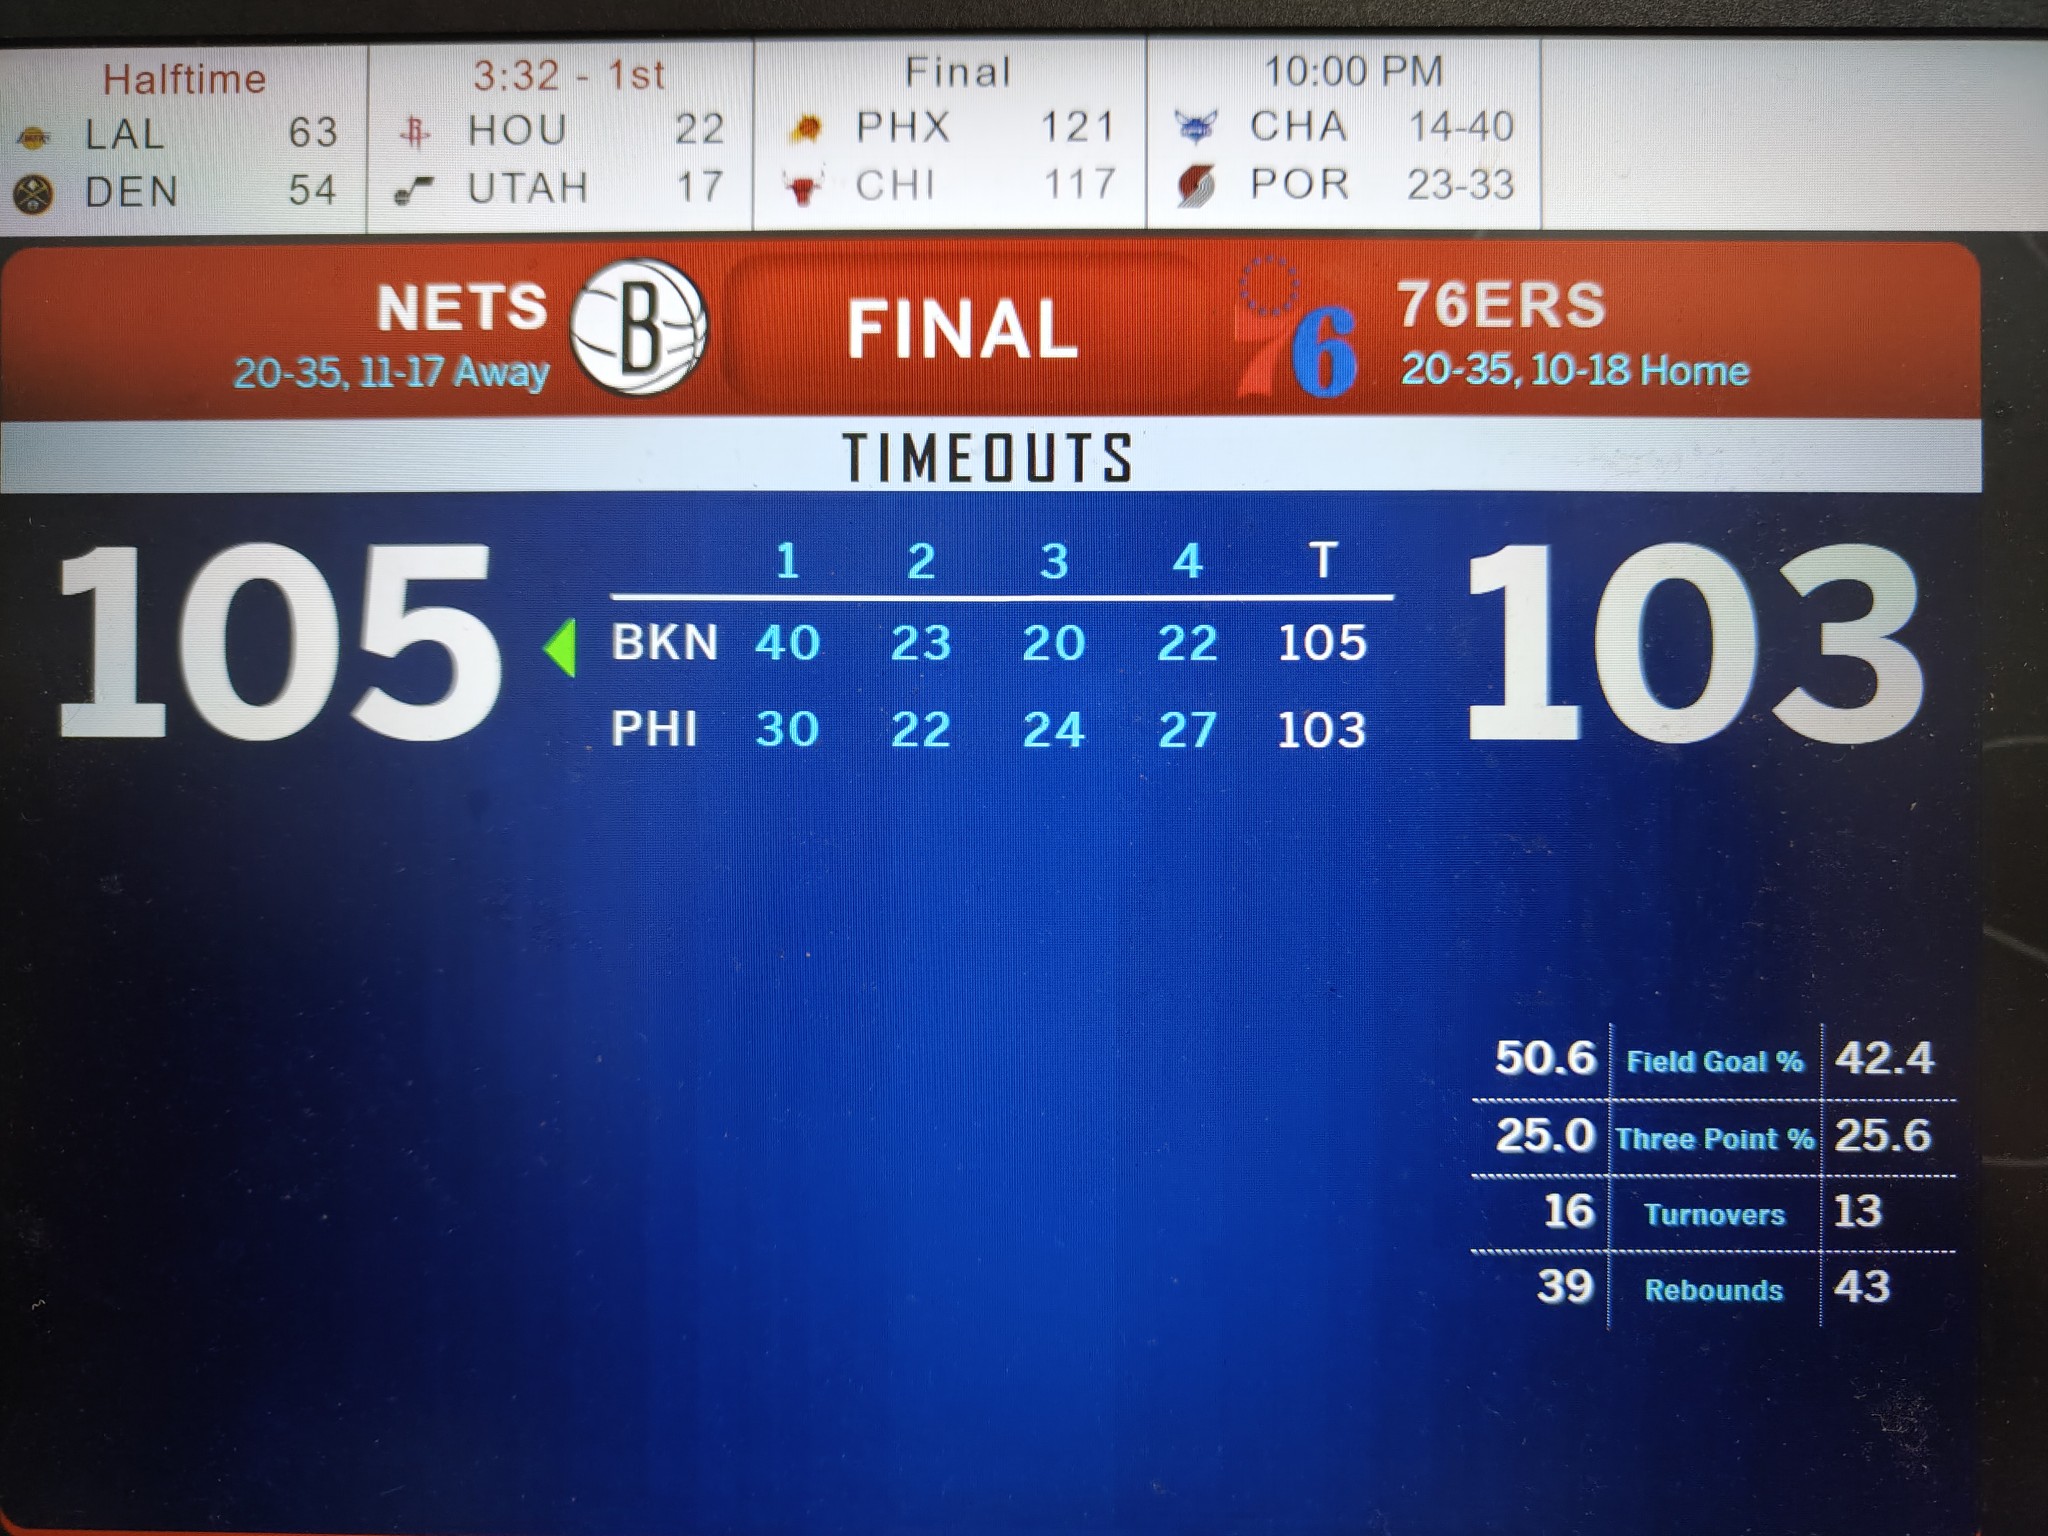 Halftime
LAL 63
DEN 54
3:32 - 1st
HOU 22
UTAH 17
Final
PHX 121
CHI 117
10:00 PM
CHA 14-40
POR 23-33
NETS
20-35, 11-17 Away
B
FINAL
76
76ERS
20-35, 10-18 Home
TIMEOUTS
105
1 2 3 4 T
BKN 40 23 20 22 105
PHI 30 22 24 27 103
103
50.6 Field Goal % 42.4
25.0 Three Point % 25.6
16 Turnovers 13
39 Rebounds 43